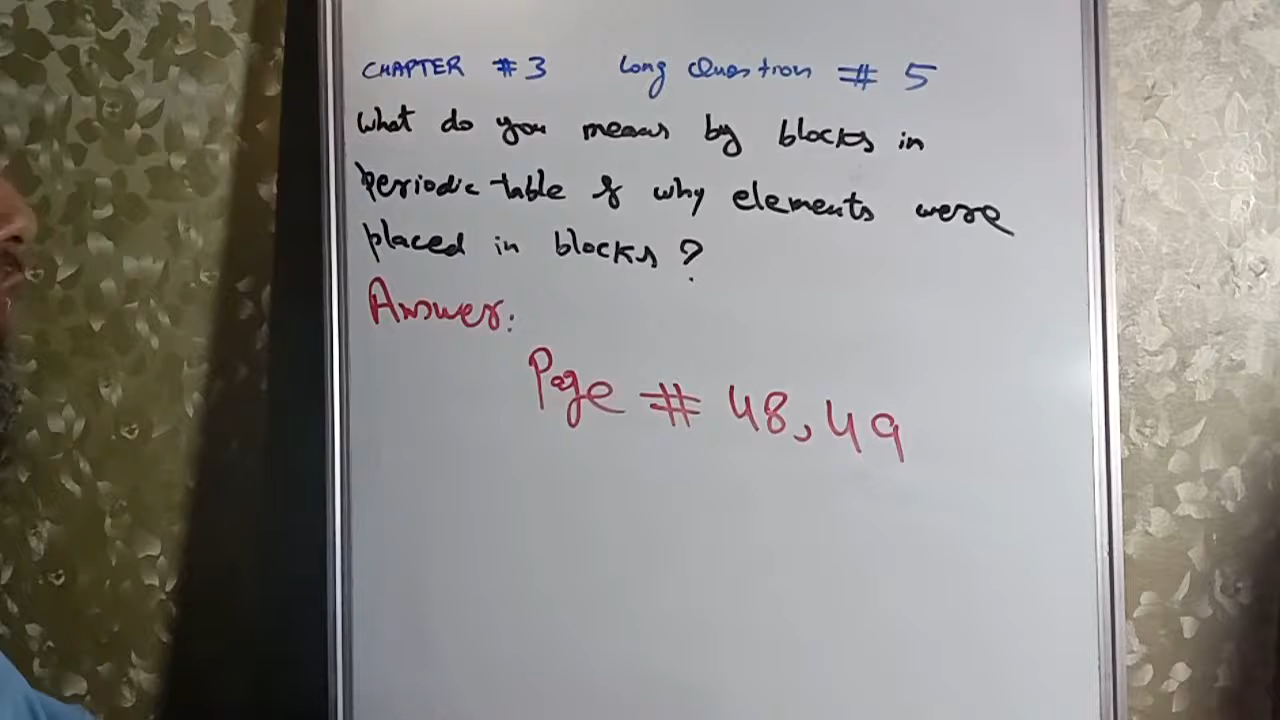 CHAPTER # 3 Long Question # 5
What do you means by blocks in
Periodic table & why elements were
placed in blocks ?
Answer:
Page # 48, 49